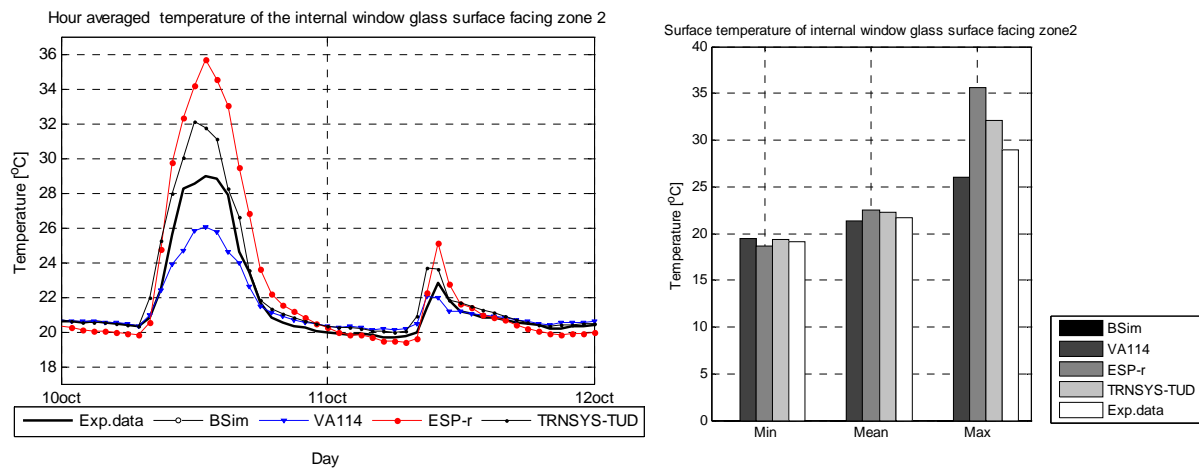 Hour averaged temperature of the internal window glass surface facing zone 2
Temperature [°C]
36
34
32
30
28
26
24
22
20
18
10oct
11oct
12oct
Exp.data
BSim
VA114
ESP-r
TRNSYS-TUD
Day
Surface temperature of internal window glass surface facing zone2
Temperature [°C]
40
35
30
25
20
15
10
5
0
Min
Mean
Max
BSim
VA114
ESP-r
TRNSYS-TUD
Exp.data